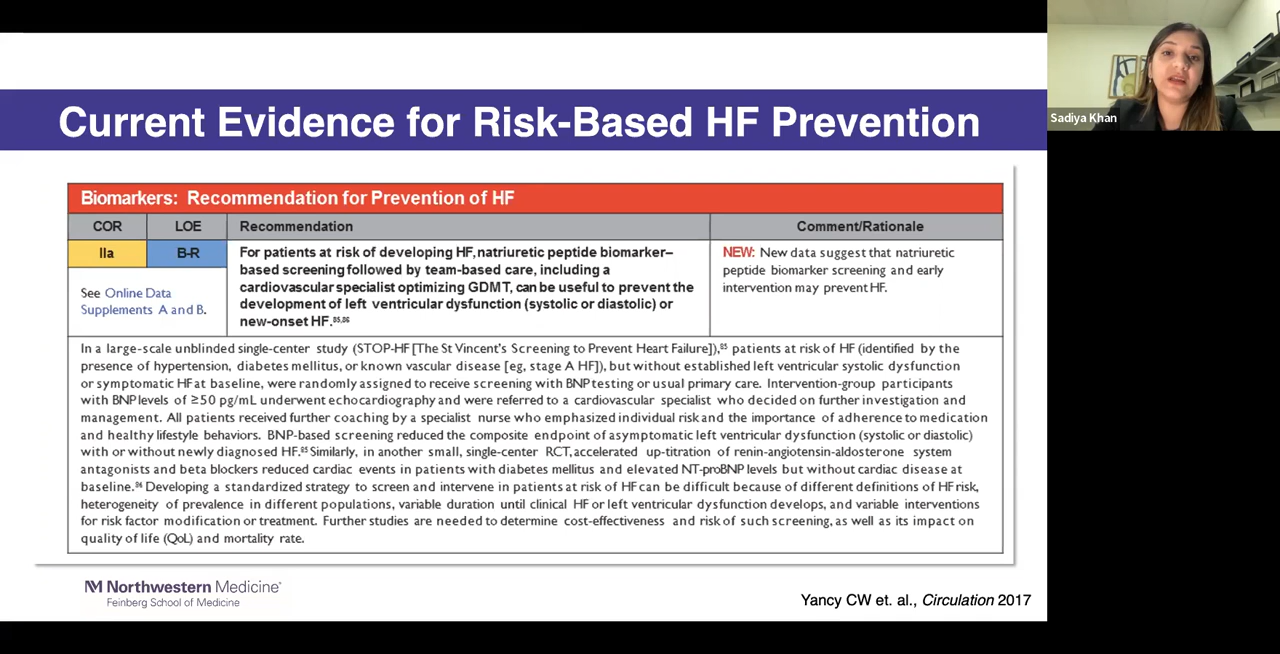 Sadiya Khan
Current Evidence for Risk-Based HF Prevention
Biomarkers: Recommendation for Prevention of HF
COR LOE Recommendation Comment/Rationale
IIa B-R
See Online Data
Supplements A and B.
For patients at risk of developing HF, natriuretic peptide biomarker–
based screening followed by team-based care, including a
cardiovascular specialist optimizing GDMT, can be useful to prevent the
development of left ventricular dysfunction (systolic or diastolic) or
new-onset HF.85,86
NEW: New data suggest that natriuretic
peptide biomarker screening and early
intervention may prevent HF.
In a large-scale unblinded single-center study (STOP-HF [The St Vincent's Screening to Prevent Heart Failure]),85 patients at risk of HF (identified by the
presence of hypertension, diabetes mellitus, or known vascular disease [eg, stage A HF]), but without established left ventricular systolic dysfunction
or symptomatic HF at baseline, were randomly assigned to receive screening with BNP testing or usual primary care. Intervention-group participants
with BNP levels of ≥50 pg/mL underwent echocardiography and were referred to a cardiovascular specialist who decided on further investigation and
management. All patients received further coaching by a specialist nurse who emphasized individual risk and the importance of adherence to medication
and healthy lifestyle behaviors. BNP-based screening reduced the composite endpoint of asymptomatic left ventricular dysfunction (systolic or diastolic)
with or without newly diagnosed HF.85 Similarly, in another small, single-center RCT, accelerated up-titration of renin-angiotensin-aldosterone system
antagonists and beta blockers reduced cardiac events in patients with diabetes mellitus and elevated NT-proBNP levels but without cardiac disease at
baseline.86 Developing a standardized strategy to screen and intervene in patients at risk of HF can be difficult because of different definitions of HF risk,
heterogeneity of prevalence in different populations, variable duration until clinical HF or left ventricular dysfunction develops, and variable interventions
for risk factor modification or treatment. Further studies are needed to determine cost-effectiveness and risk of such screening, as well as its impact on
quality of life (QoL) and mortality rate.
Northwestern Medicine
Feinberg School of Medicine
Yancy CW et. al., Circulation 2017